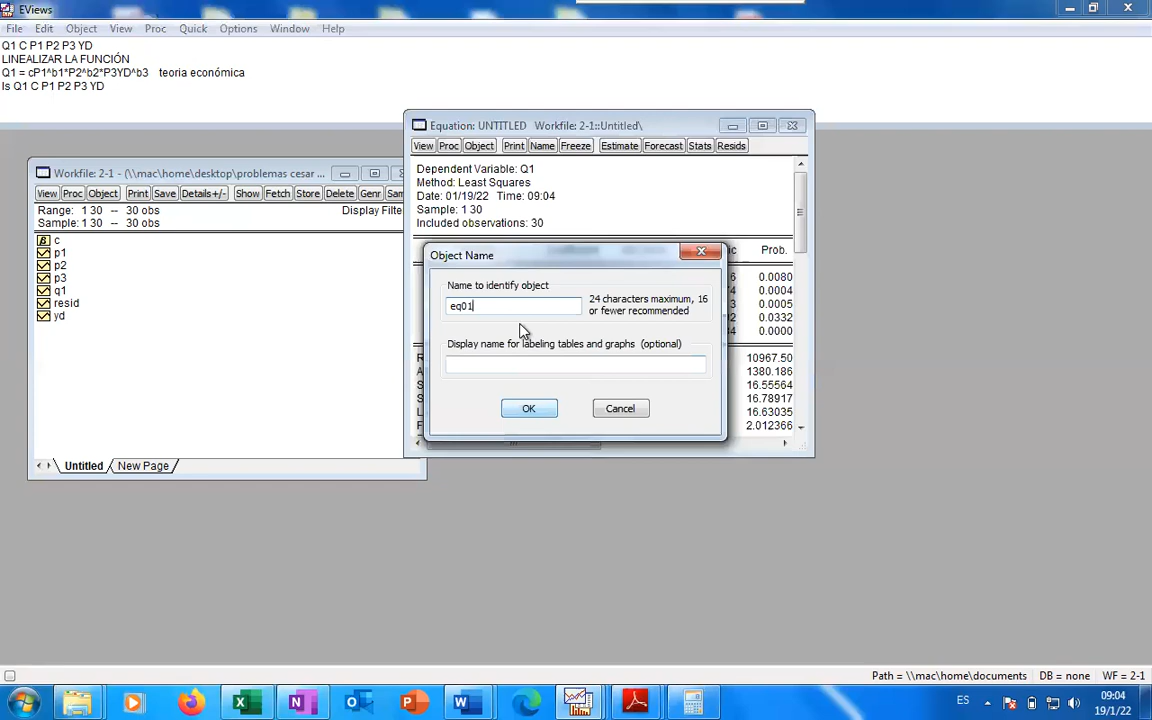 EViews
File Edit Object View Proc Quick Options Window Help
Q1 C P1 P2 P3 YD
LINEALIZAR LA FUNCIÓN
Q1 = cP1^b1*P2^b2*P3YD^b3 teoria económica
ls Q1 C P1 P2 P3 YD
Equation: UNTITLED Workfile: 2-1::Untitled\
View Proc Object Print Name Freeze Estimate Forecast Stats Resids
Dependent Variable: Q1
Method: Least Squares
Date: 01/19/22 Time: 09:04
Sample: 1 30
Included observations: 30
Prob.
0.0080
0.0004
0.0005
0.0332
0.0000
10967.50
1380.186
16.55564
16.78921
16.63035
2.012366
Workfile: 2-1 - (\\mac\home\desktop\problemas cesar ...
View Proc Object Print Save Details+/- Show Fetch Store Delete Genr Sam
Range: 1 30 -- 30 obs Display Filte
Sample: 1 30 -- 30 obs
c
p1
p2
p3
q1
resid
yd
Untitled New Page
Object Name
Name to identify object
eq01
24 characters maximum, 16
or fewer recommended
Display name for labeling tables and graphs (optional)
OK Cancel
Path = \\mac\home\documents DB = none WF = 2-1
ES
09:04
19/1/22